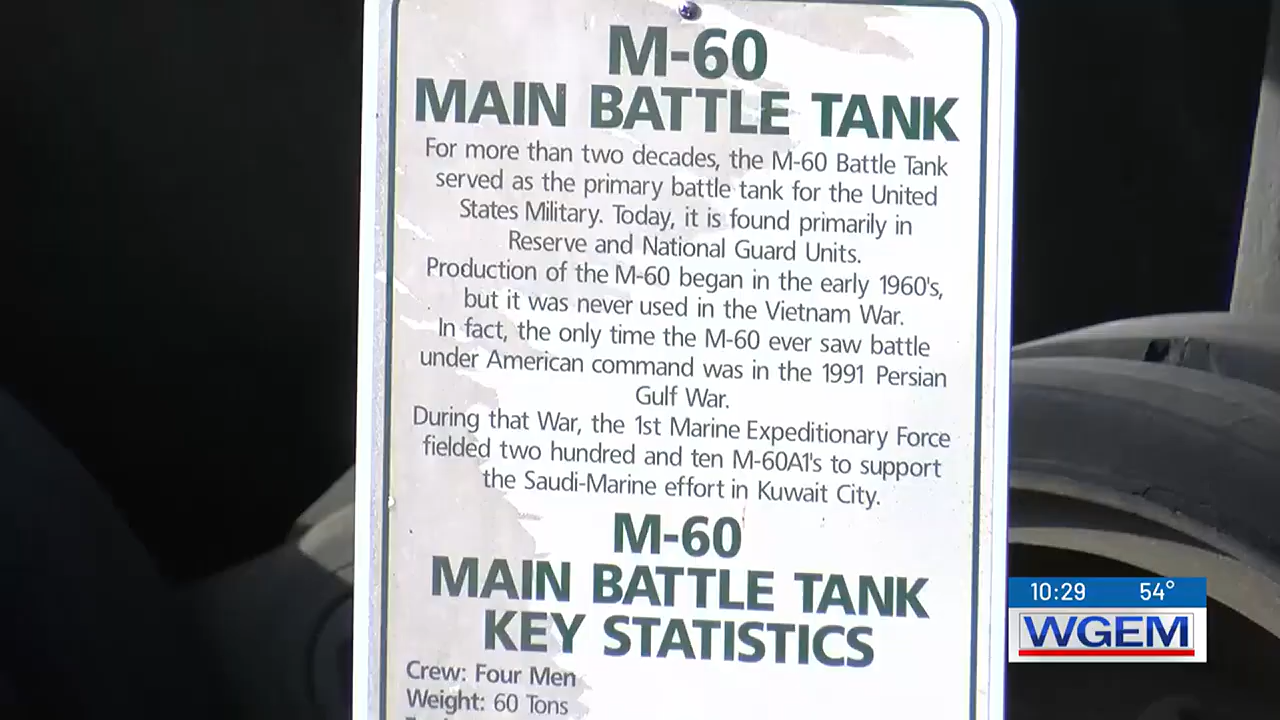 M-60
MAIN BATTLE TANK
For more than two decades, the M-60 Battle Tank
served as the primary battle tank for the United
States Military. Today, it is found primarily in
Reserve and National Guard Units.
Production of the M-60 began in the early 1960's,
but it was never used in the Vietnam War.
In fact, the only time the M-60 ever saw battle
under American command was in the 1991 Persian
Gulf War.
During that War, the 1st Marine Expeditionary Force
fielded two hundred and ten M-60A1's to support
the Saudi-Marine effort in Kuwait City.
M-60
MAIN BATTLE TANK
KEY STATISTICS
Crew: Four Men
Weight: 60 Tons
10:29 54°
WGEM